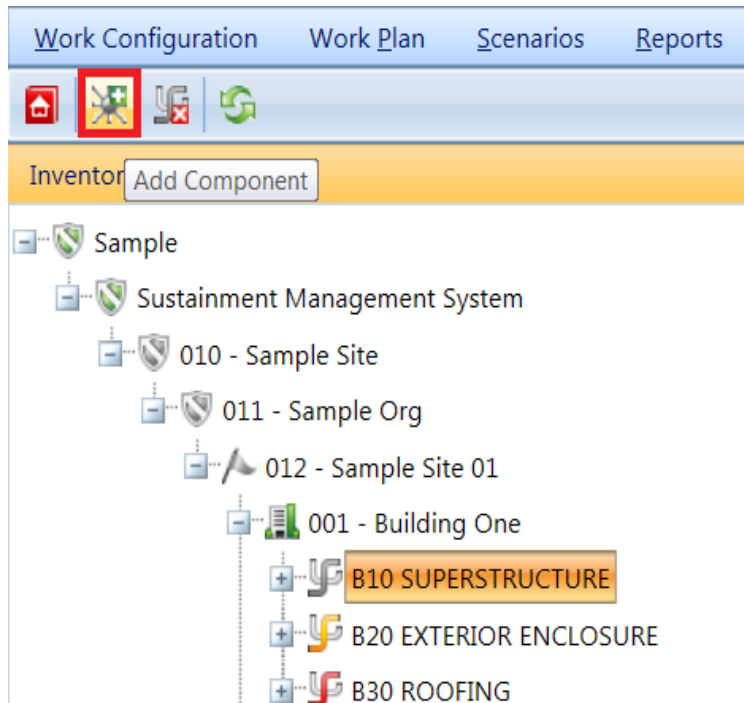 Work Configuration Work Plan Scenarios Reports
Inventor
Add Component
Sample
Sustainment Management System
010 - Sample Site
011 - Sample Org
012 - Sample Site 01
001 - Building One
B10 SUPERSTRUCTURE
B20 EXTERIOR ENCLOSURE
B30 ROOFING